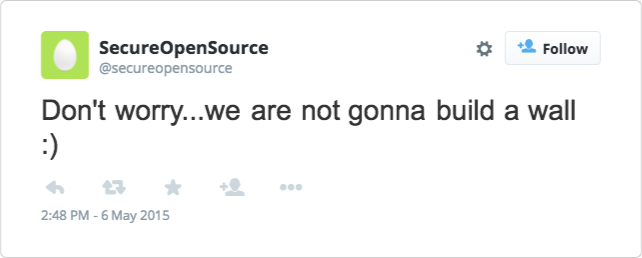 SecureOpenSource
@secureopensource
Follow
Don't worry...we are not gonna build a wall
:)
2:48 PM - 6 May 2015